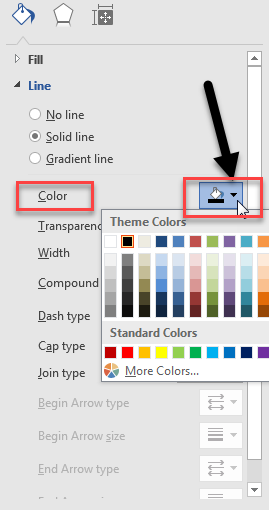 Fill
Line
No line
Solid line
Gradient line
Color
Transparenc
Theme Colors
Width
Compound
Dash type
Standard Colors
Cap type
Join type
More Colors...
Begin Arrow type
Begin Arrow size
End Arrow type